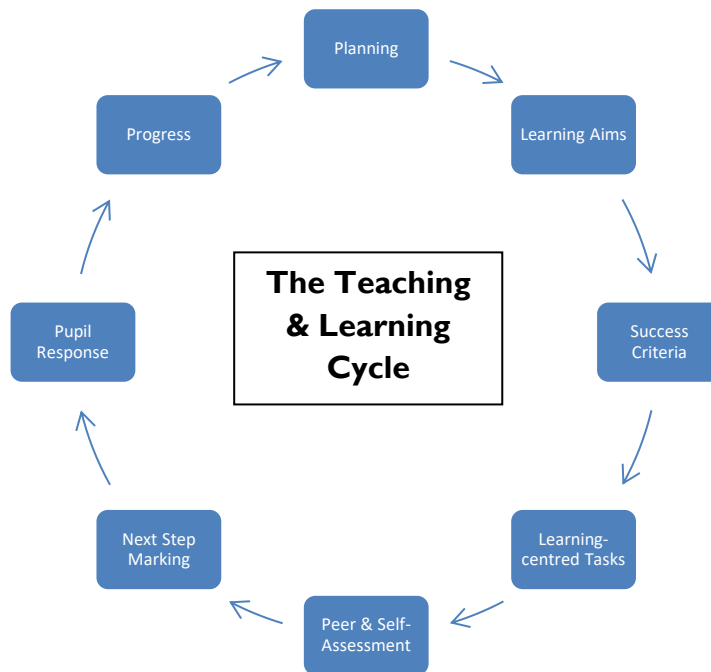 Planning
Learning Aims
Success
Criteria
Learning-
centred Tasks
Peer & Self-
Assessment
Next Step
Marking
Pupil
Response
Progress
The Teaching
& Learning
Cycle